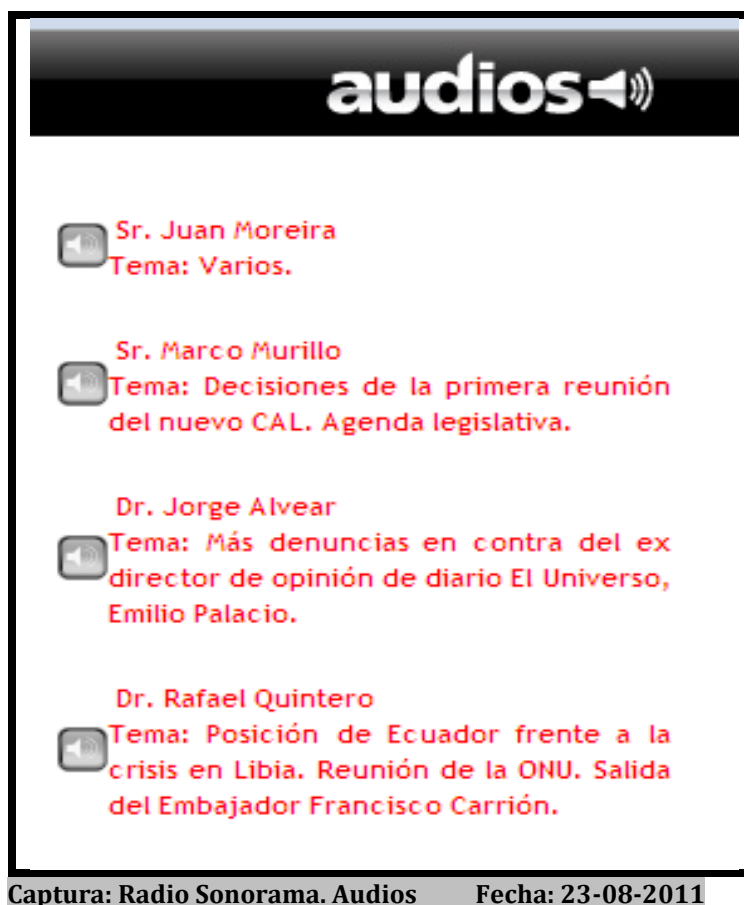 audios
Sr. Juan Moreira
Tema: Varios.
Sr. Marco Murillo
Tema: Decisiones de la primera reunión
del nuevo CAL. Agenda legislativa.
Dr. Jorge Alvear
Tema: Más denuncias en contra del ex
director de opinión de diario El Universo,
Emilio Palacio.
Dr. Rafael Quintero
Tema: Posición de Ecuador frente a la
crisis en Libia. Reunión de la ONU. Salida
del Embajador Francisco Carrión.
Captura: Radio Sonorama. Audios Fecha: 23-08-2011